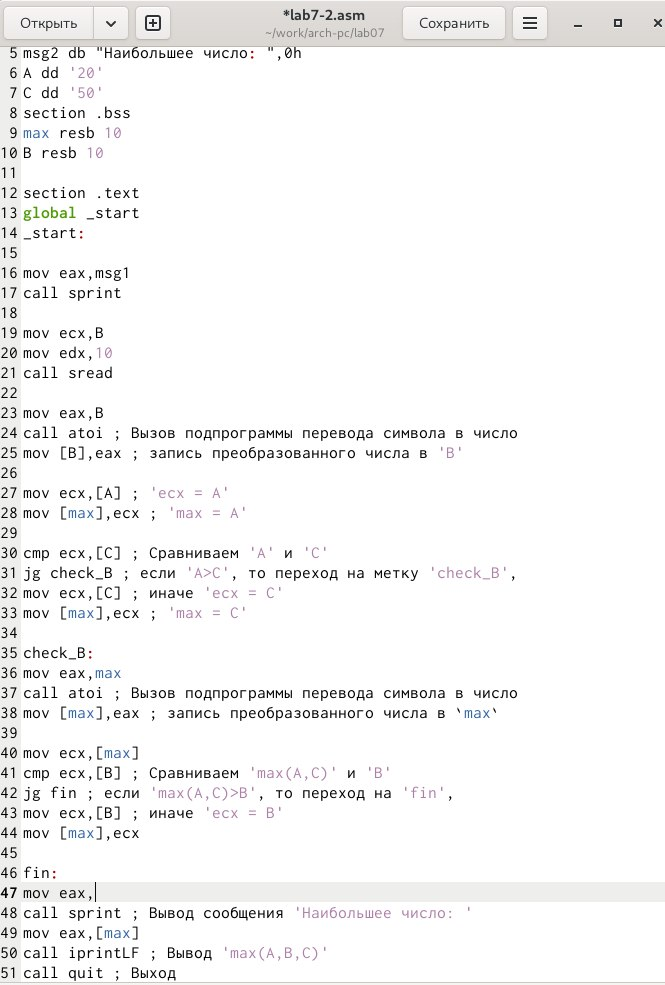 Открыть
*lab7-2.asm
~/work/arch-pc/lab07
Сохранить
5 msg2 db "Наибольшее число: ",0h
6 A dd '20'
7 C dd '50'
8 section .bss
9 max resb 10
10 B resb 10
11
12 section .text
13 global _start
14 _start:
15
16 mov eax,msg1
17 call sprint
18
19 mov ecx,B
20 mov edx,10
21 call sread
22
23 mov eax,B
24 call atoi ; Вызов подпрограммы перевода символа в число
25 mov [B],eax ; запись преобразованного числа в 'B'
26
27 mov ecx,[A] ; 'ecx = A'
28 mov [max],ecx ; 'max = A'
29
30 cmp ecx,[C] ; Сравниваем 'A' и 'С'
31 jg check_B ; если 'A>C', то переход на метку 'check_B',
32 mov ecx,[C] ; иначе 'ecx = C'
33 mov [max],ecx ; 'max = C'
34
35 check_B:
36 mov eax,max
37 call atoi ; Вызов подпрограммы перевода символа в число
38 mov [max],eax ; запись преобразованного числа в `max`
39
40 mov ecx,[max]
41 cmp ecx,[B] ; Сравниваем 'max(A,C)' и 'B'
42 jg fin ; если 'max(A,C)>B', то переход на 'fin',
43 mov ecx,[B] ; иначе 'ecx = B'
44 mov [max],ecx
45
46 fin:
47 mov eax,
48 call sprint ; Вывод сообщения 'Наибольшее число: '
49 mov eax,[max]
50 call iprintLF ; Вывод 'max(A,B,C)'
51 call quit ; Выход